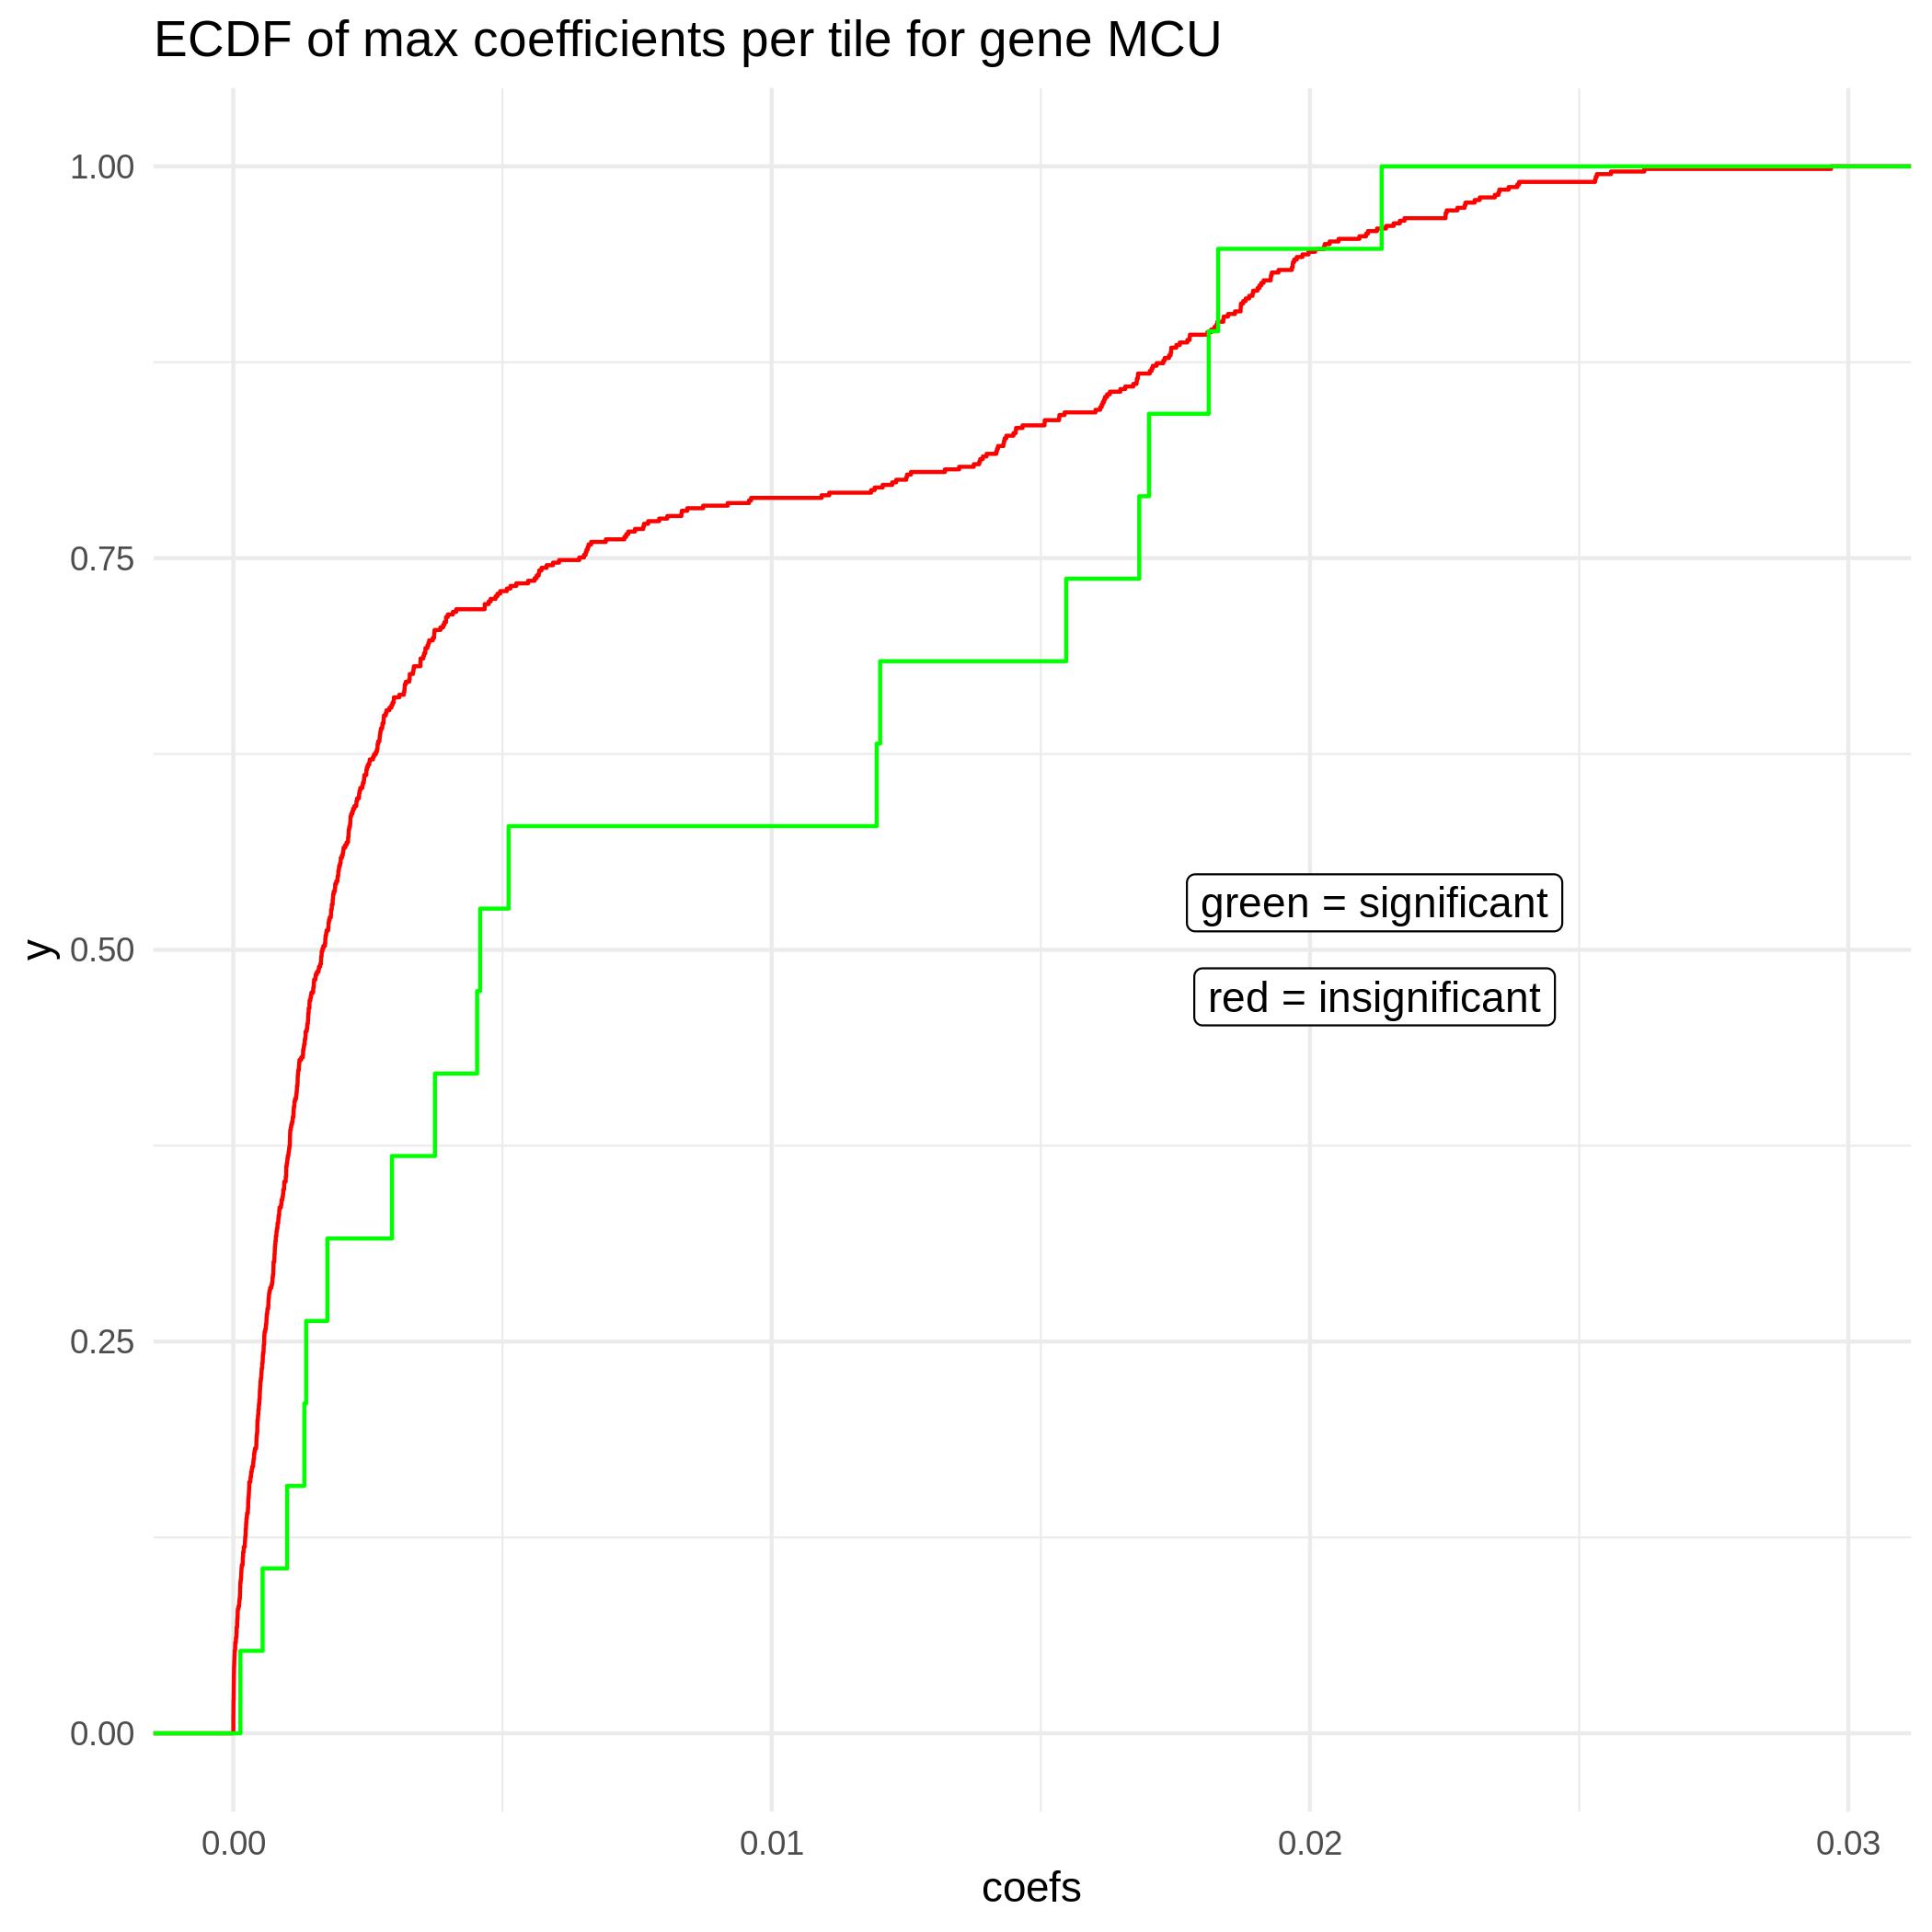 ECDF of max coefficients per tile for gene MCU
1.00
0.75
0.50
0.25
0.00
y
green = significant
red = insignificant
0.00 0.01 0.02 0.03
coefs